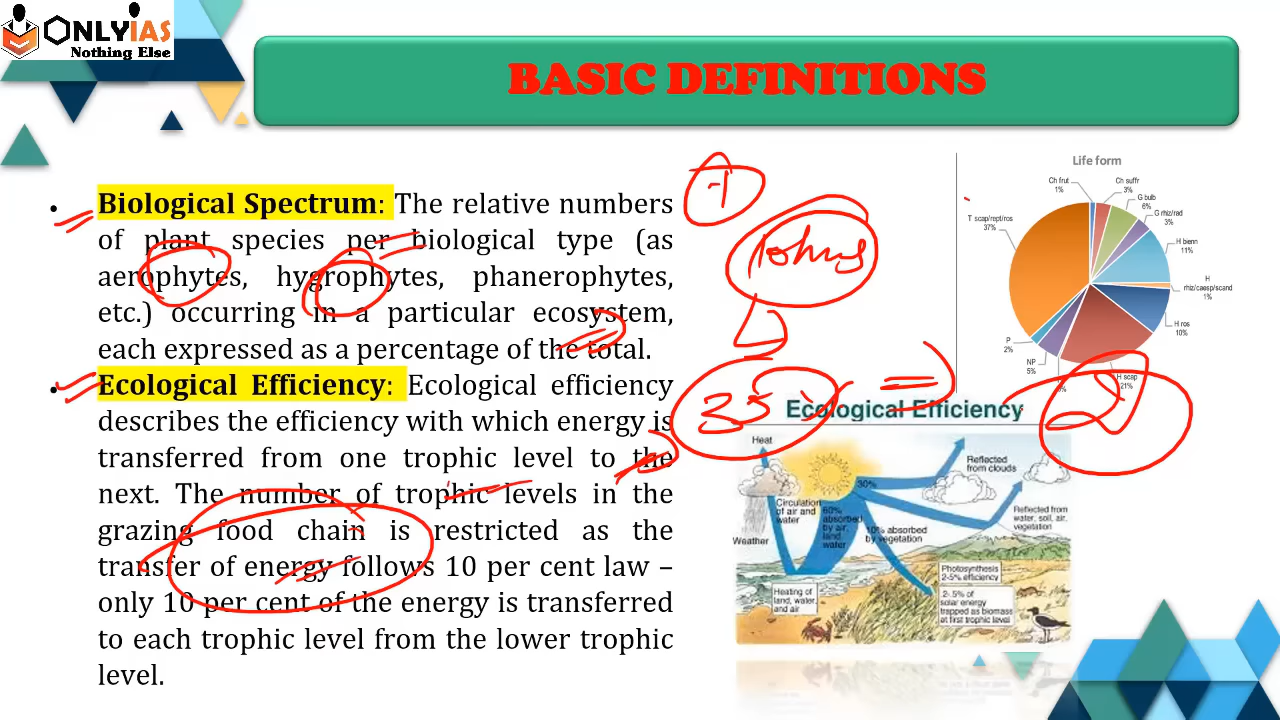 ONLYIAS
Nothing Else
BASIC DEFINITIONS
• Biological Spectrum: The relative numbers
of plant species per biological type (as
aerophytes, hygrophytes, phanerophytes,
etc.) occurring in a particular ecosystem,
each expressed as a percentage of the total.
• Ecological Efficiency: Ecological efficiency
describes the efficiency with which energy is
transferred from one trophic level to the
next. The number of trophic levels in the
grazing food chain is restricted as the
transfer of energy follows 10 per cent law –
only 10 per cent of the energy is transferred
to each trophic level from the lower trophic
level.
Life form
Ch frut
1%
Ch suffr
3%
G bulb
6%
G rhiz/rad
3%
H bienn
11%
H
rhiz/caesp/scand
1%
H ros
10%
H scap
21%
NP
5%
P
2%
T scap/rept/ros
37%
Ecological Efficiency
Heat
30%
Reflected
from clouds
Circulation
of air and
water
60%
absorbed
by air,
land,
water
10% absorbed
by vegetation
Reflected from
water, soil, air,
vegetation
Weather
Photosynthesis
2-5% efficiency
Heating of
land, water,
and air
.2-.5% of
solar energy
trapped as biomass
at first trophic level